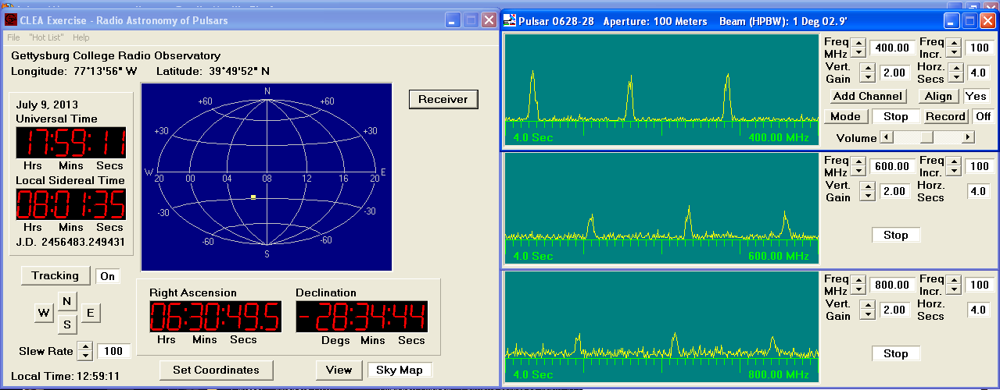 CLEA Exercise - Radio Astronomy of Pulsars
File "Hot List" Help
Gettysburg College Radio Observatory
Longitude: 77°13'56" W Latitude: 39°49'52" N
July 9, 2013
Universal Time
17:59:11
Hrs Mins Secs
Local Sidereal Time
08:01:35
Hrs Mins Secs
J.D. 2456483.249431
Tracking On
N
W E
S
Slew Rate 100
Local Time: 12:59:11
N
+60 +60
+30 +30
W E
20 00 04 08 12 16 20
-30 -30
-60 -60
S
Receiver
Right Ascension
06:30:49.5
Hrs Mins Secs
Declination
-28:34:44
Degs Mins Secs
Set Coordinates View Sky Map
Pulsar 0628-28 Aperture: 100 Meters Beam (HPBW): 1 Deg 02.9'
4.0 Sec 400.00 MHz
Freq MHz 400.00 Freq Incr. 100
Vert. Gain 2.00 Horz. Secs 4.0
Add Channel Align Yes
Mode Stop Record Off
Volume
4.0 Sec 600.00 MHz
Freq MHz 600.00 Freq Incr. 100
Vert. Gain 2.00 Horz. Secs 4.0
Stop
4.0 Sec 800.00 MHz
Freq MHz 800.00 Freq Incr. 100
Vert. Gain 2.00 Horz. Secs 4.0
Stop